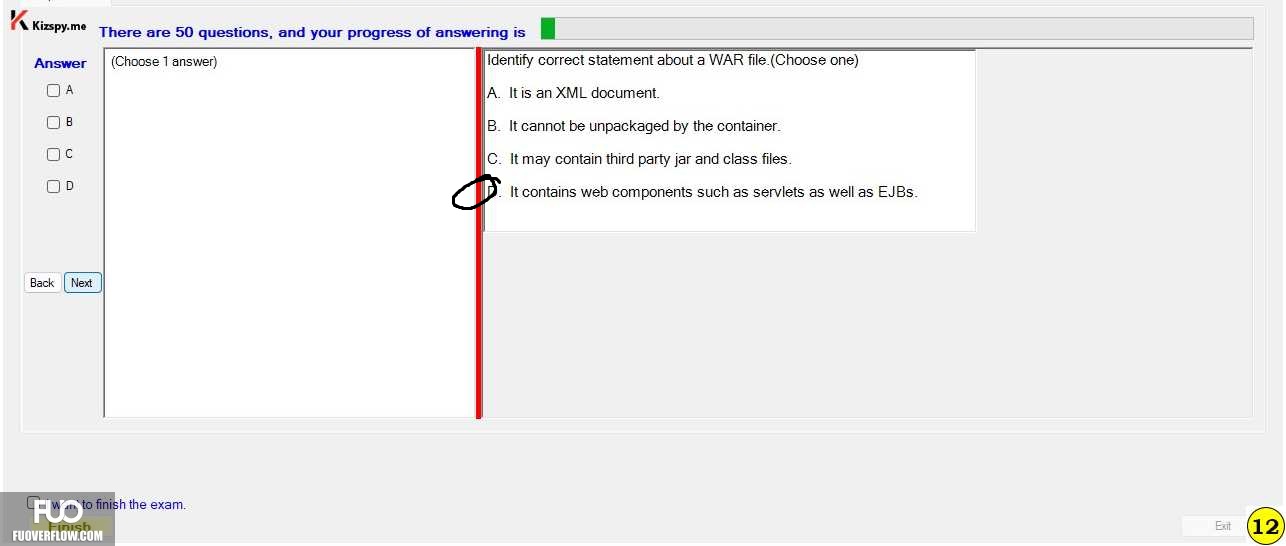 Kizspy.me
There are 50 questions, and your progress of answering is
Answer
(Choose 1 answer)
A
B
C
D
Back
Next
Identify correct statement about a WAR file.(Choose one)
A. It is an XML document.
B. It cannot be unpackaged by the container.
C. It may contain third party jar and class files.
D. It contains web components such as servlets as well as EJBs.
I want to finish the exam.
Finish
FUO
FUOVERFLOW.COM
Exit
12